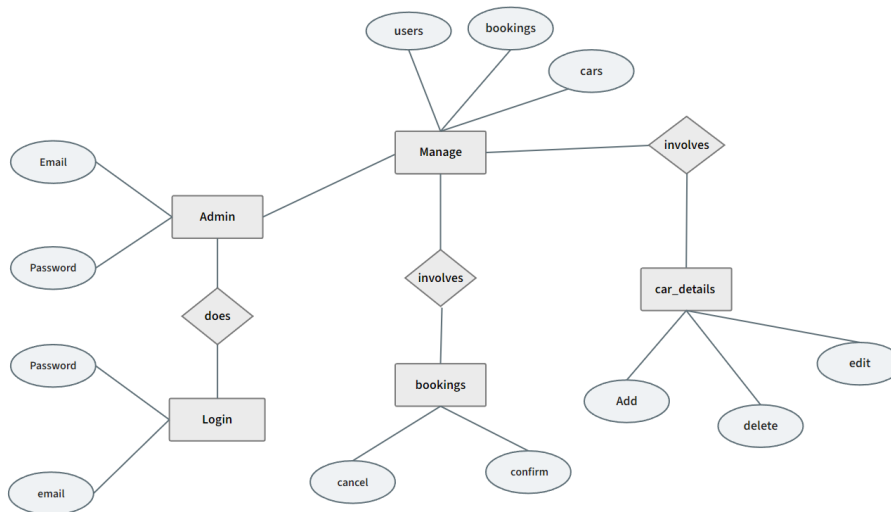 users
bookings
cars
Manage
involves
Email
Admin
Password
involves
car_details
does
Password
bookings
edit
Add
Login
delete
cancel
confirm
email